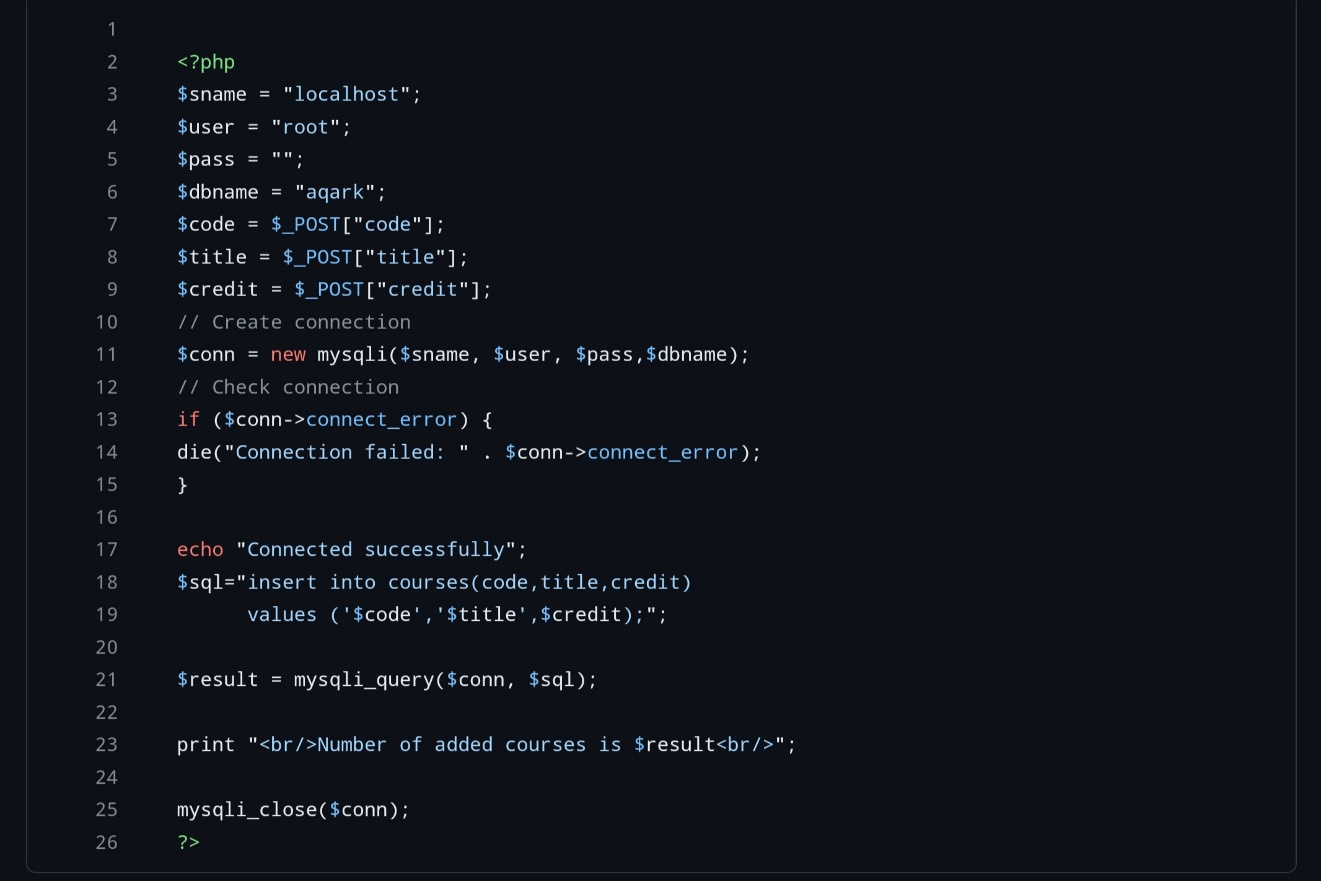 1
2 <?php
3 $sname = "localhost";
4 $user = "root";
5 $pass = "";
6 $dbname = "aqark";
7 $code = $_POST["code"];
8 $title = $_POST["title"];
9 $credit = $_POST["credit"];
10 // Create connection
11 $conn = new mysqli($sname, $user, $pass,$dbname);
12 // Check connection
13 if ($conn->connect_error) {
14 die("Connection failed: " . $conn->connect_error);
15 }
16
17 echo "Connected successfully";
18 $sql="insert into courses(code,title,credit)
19       values ('$code','$title',$credit);";
20
21 $result = mysqli_query($conn, $sql);
22
23 print "<br/>Number of added courses is $result<br/>";
24
25 mysqli_close($conn);
26 ?>